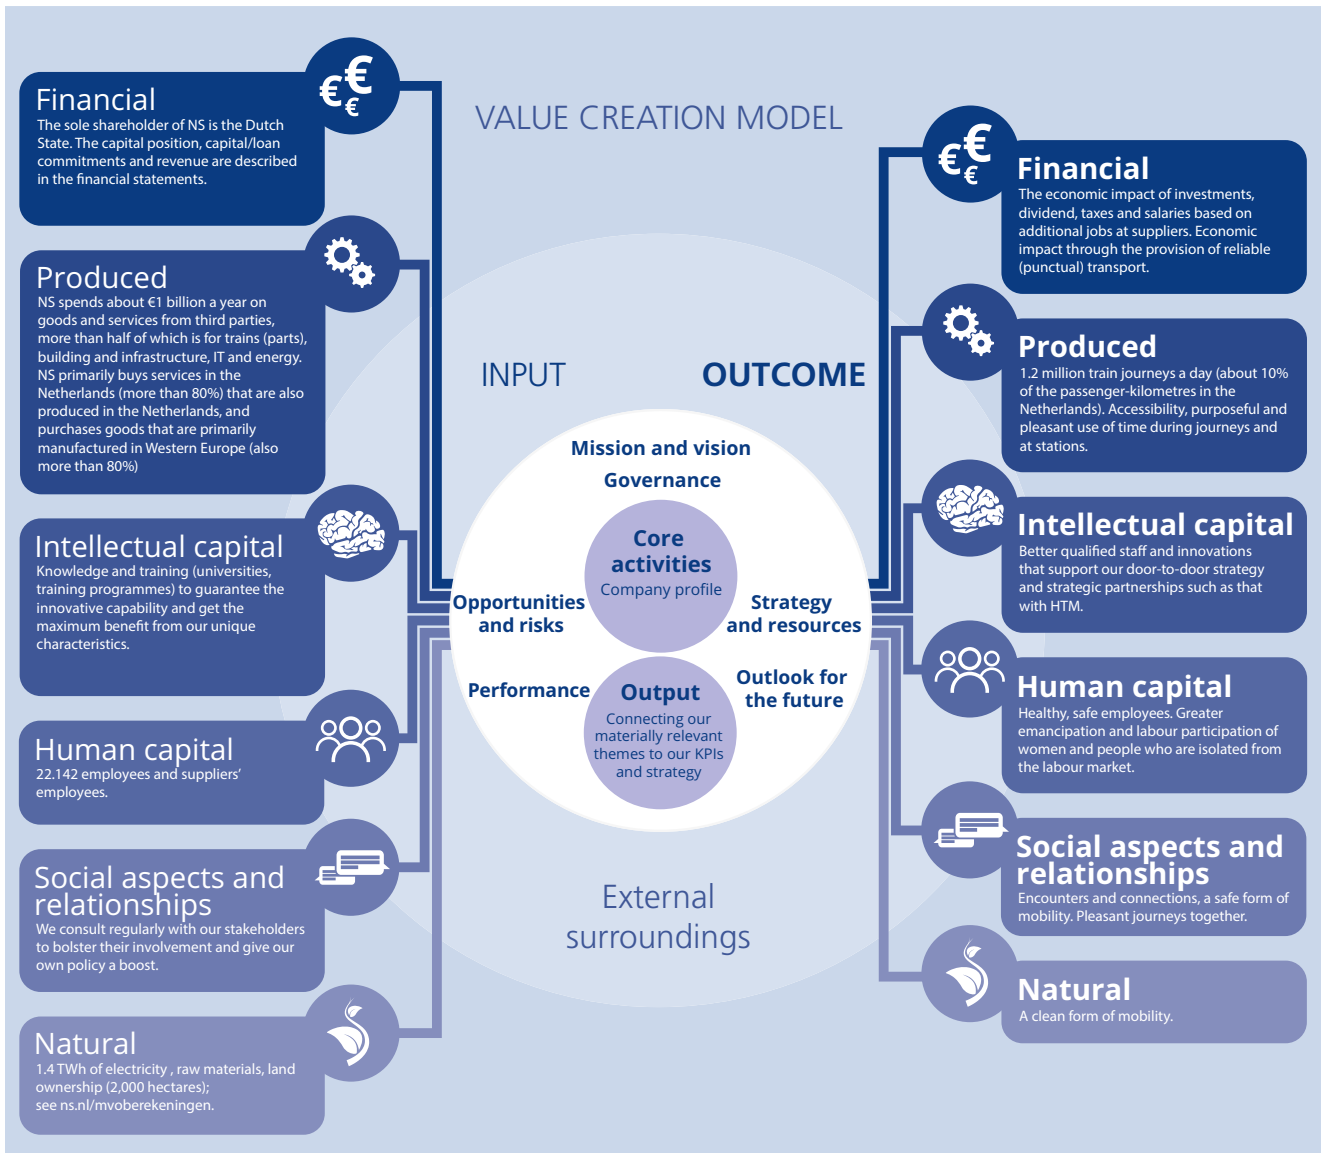 VALUE CREATION MODEL
Financial
The sole shareholder of NS is the Dutch
State. The capital position, capital/loan
commitments and revenue are described
in the financial statements.
Produced
NS spends about €1 billion a year on
goods and services from third parties,
more than half of which is for trains (parts),
building and infrastructure, IT and energy.
NS primarily buys services in the
Netherlands (more than 80%) that are also
produced in the Netherlands, and
purchases goods that are primarily
manufactured in Western Europe (also
more than 80%)
Intellectual capital
Knowledge and training (universities,
training programmes) to guarantee the
innovative capability and get the
maximum benefit from our unique
characteristics.
Human capital
22.142 employees and suppliers’
employees.
Social aspects and
relationships
We consult regularly with our stakeholders
to bolster their involvement and give our
own policy a boost.
Natural
1.4 TWh of electricity , raw materials, land
ownership (2,000 hectares);
see ns.nl/mvoberekeningen.
INPUT
OUTCOME
Mission and vision
Governance
Core
activities
Company profile
Opportunities
and risks
Strategy
and resources
Performance
Outlook for
the future
Output
Connecting our
materially relevant
themes to our KPIs
and strategy
External
surroundings
€ € €
Financial
The economic impact of investments,
dividend, taxes and salaries based on
additional jobs at suppliers. Economic
impact through the provision of reliable
(punctual) transport.
€ € €
Produced
1.2 million train journeys a day (about 10%
of the passenger-kilometres in the
Netherlands). Accessibility, purposeful and
pleasant use of time during journeys and
at stations.
Intellectual capital
Better qualified staff and innovations
that support our door-to-door strategy
and strategic partnerships such as that
with HTM.
Human capital
Healthy, safe employees. Greater
emancipation and labour participation of
women and people who are isolated from
the labour market.
Social aspects and
relationships
Encounters and connections, a safe form of
mobility. Pleasant journeys together.
Natural
A clean form of mobility.